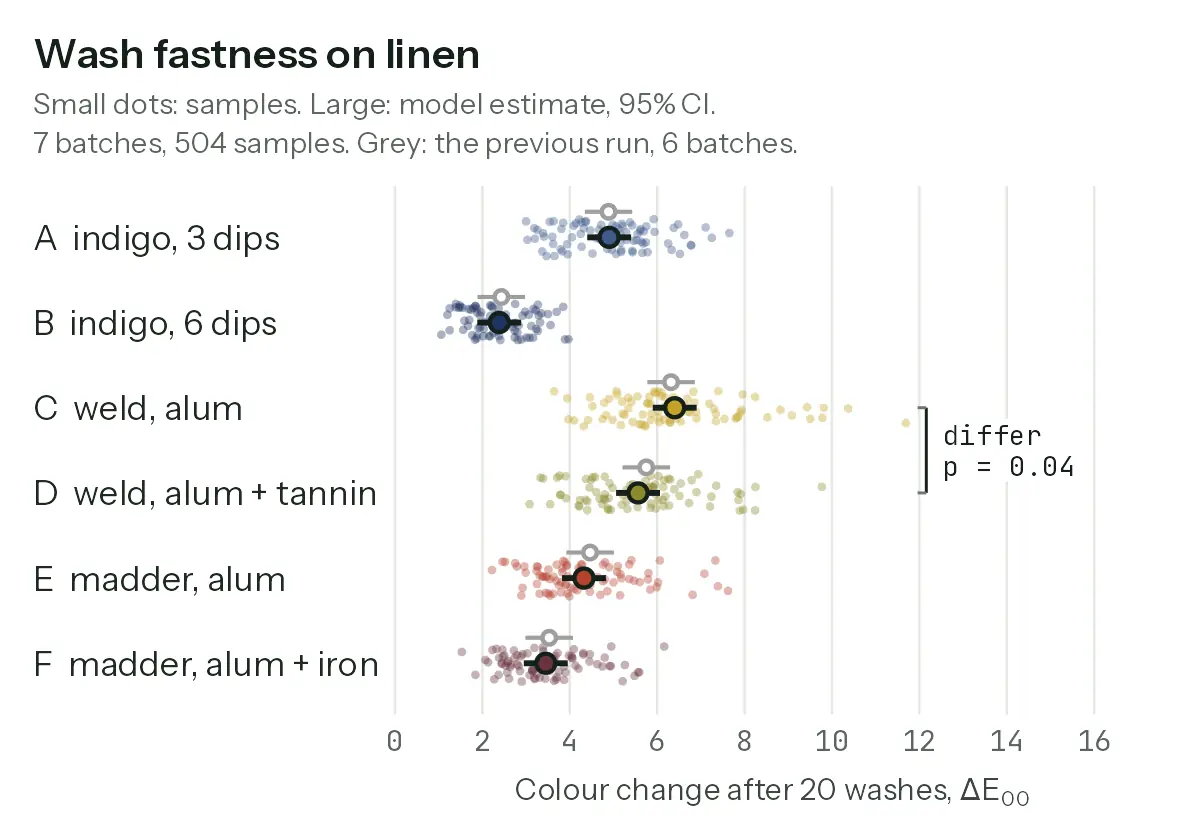 Wash fastness on linen
Small dots: samples. Large: model estimate, 95% CI.
7 batches, 504 samples. Grey: the previous run, 6 batches.
A indigo, 3 dips
B indigo, 6 dips
C weld, alum
differ
p = 0.04
D weld, alum + tannin
E madder, alum
F madder, alum + iron
0 2 4 6 8 10 12 14 16
Colour change after 20 washes, ΔE₀₀